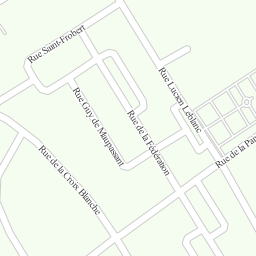 Rue Saint-Frobert
Rue Lucien Leblanc
Rue Guy de Maupassant
Rue de la Fédération
Rue de la Croix Blanche
Rue de la Par